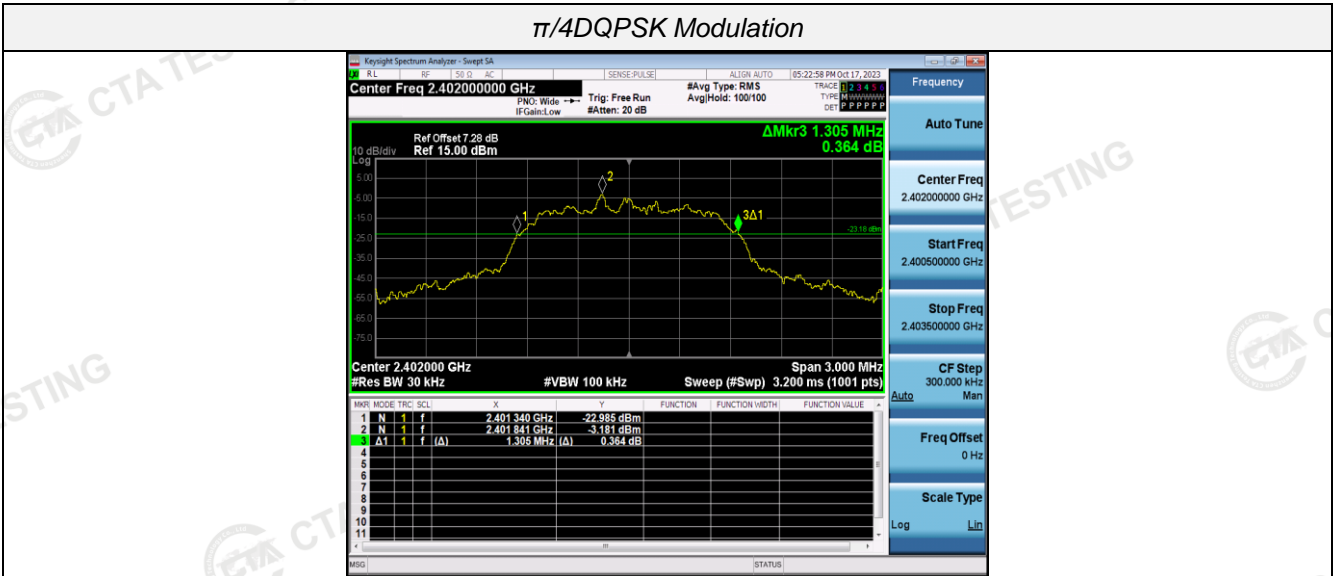 π/4DQPSK Modulation
Keysight Spectrum Analyzer - Swept SA
RL RF 50 Ω AC SENSE:PULSE ALIGN AUTO 05:22:58 PM Oct 17, 2023
Center Freq 2.402000000 GHz
PNO: Wide
IFGain:Low
Trig: Free Run
#Atten: 20 dB
#Avg Type: RMS
Avg|Hold: 100/100
TRACE 1 2 3 4 5 6
TYPE M WWWWW
DET P P P P P P
ΔMkr3 1.305 MHz
0.364 dB
Ref Offset 7.28 dB
10 dB/div Ref 15.00 dBm
Log
5.00
-5.00
-15.0
-25.0
-35.0
-45.0
-55.0
-65.0
-75.0
1
2
3Δ1
-23.18 dBm
Center 2.402000 GHz Span 3.000 MHz
#Res BW 30 kHz #VBW 100 kHz Sweep (#Swp) 3.200 ms (1001 pts)
MKR MODE TRC SCL X Y FUNCTION FUNCTION WIDTH FUNCTION VALUE
1 N 1 f 2.401 340 GHz -22.985 dBm
2 N 1 f 2.401 841 GHz -3.181 dBm
3 Δ1 1 f (Δ) 1.305 MHz (Δ) 0.364 dB
4
5
6
7
8
9
10
11
MSG STATUS
Frequency
Auto Tune
Center Freq
2.402000000 GHz
Start Freq
2.400500000 GHz
Stop Freq
2.403500000 GHz
CF Step
300.000 kHz
Auto Man
Freq Offset
0 Hz
Scale Type
Log Lin
CTA TESTING